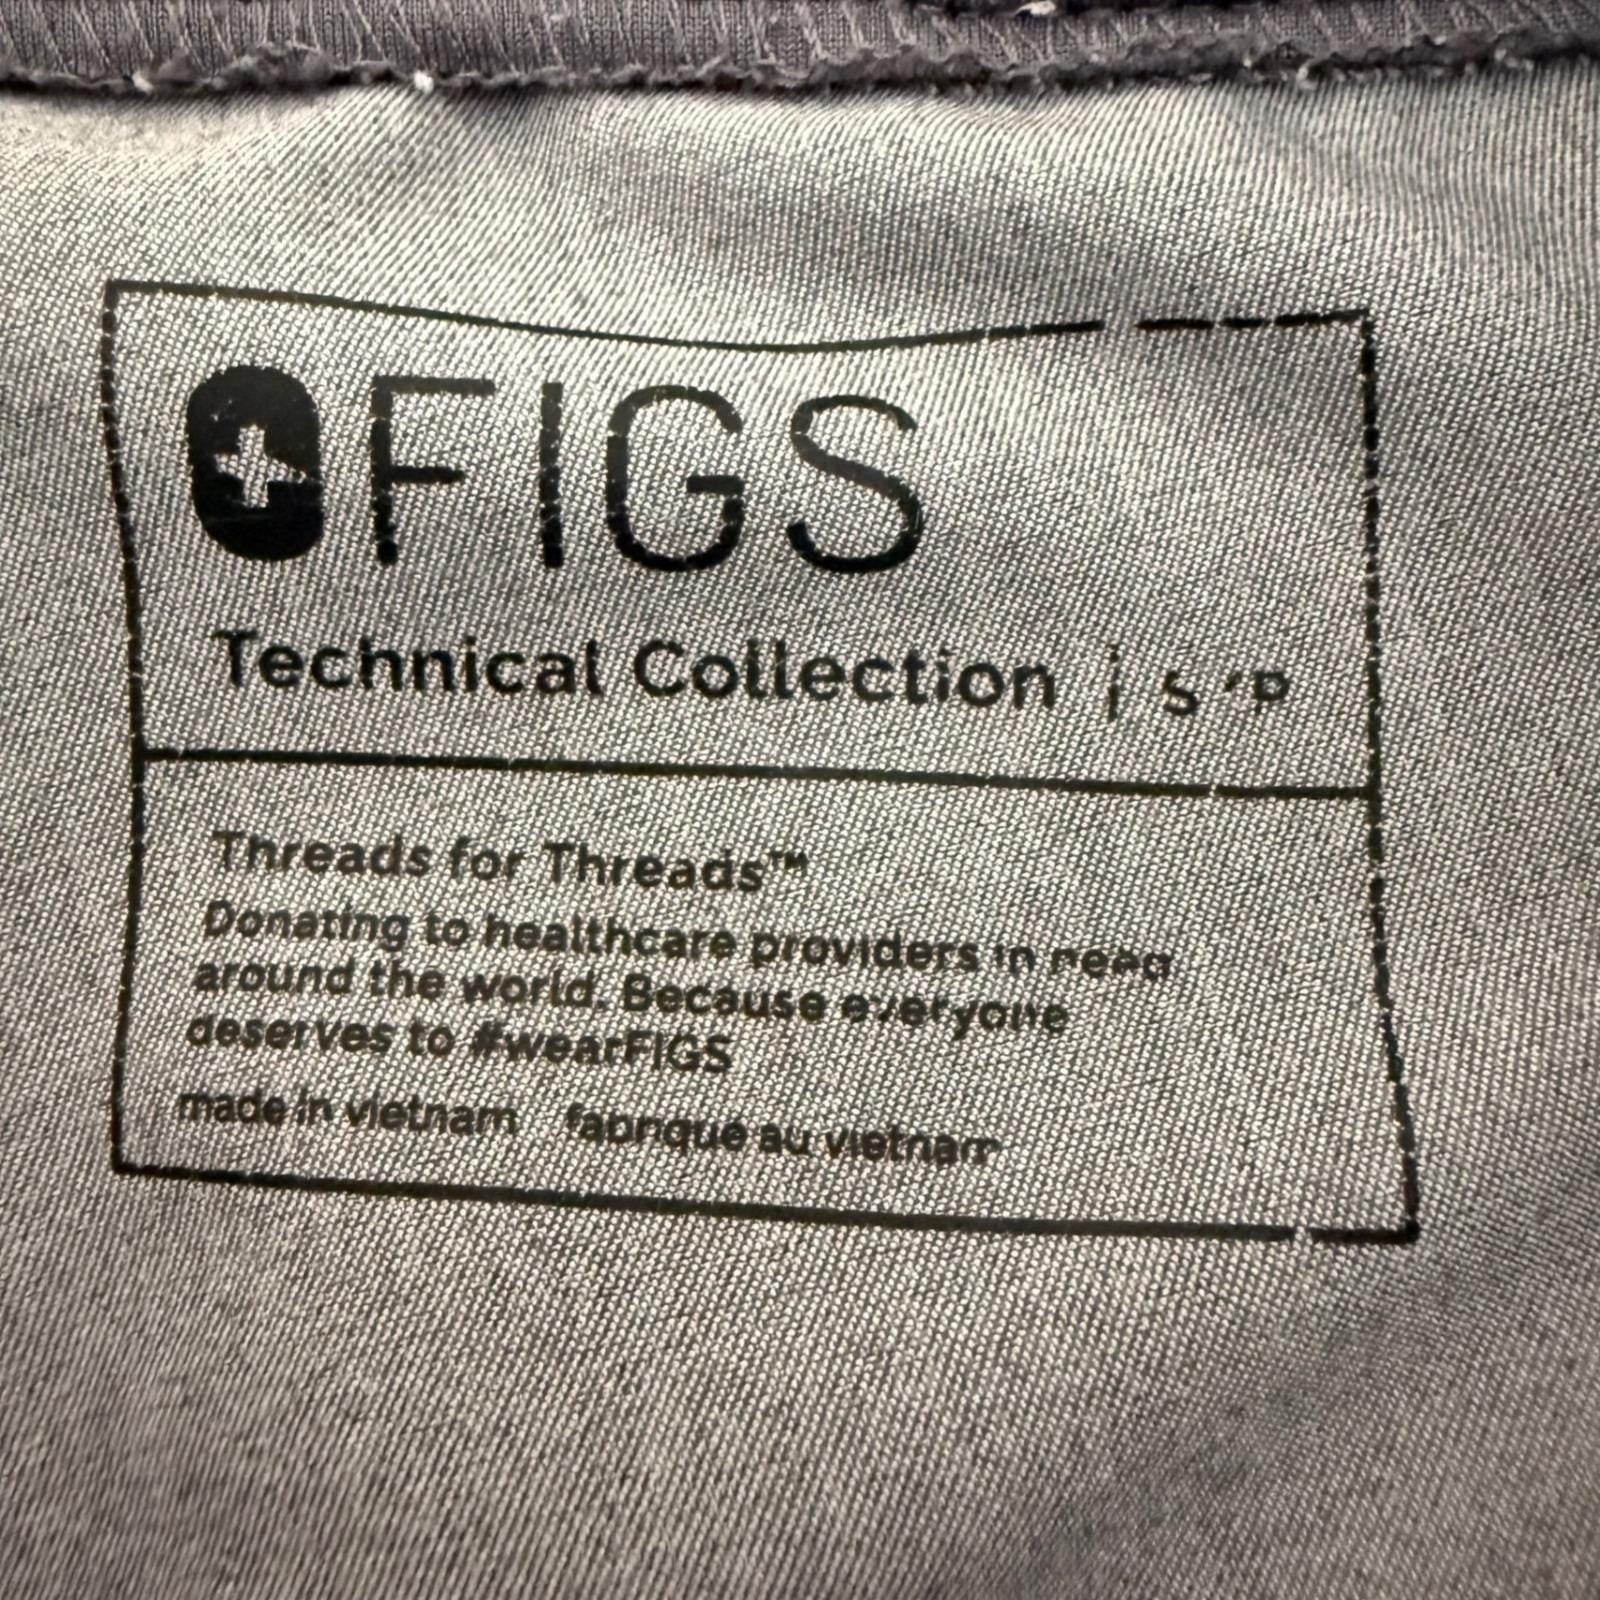 FIGS
Technical Collection | S/P
Threads for Threads™
Donating to healthcare providers in need
around the world. Because everyone
deserves to #wearFIGS
made in vietnam fabriqué au vietnam